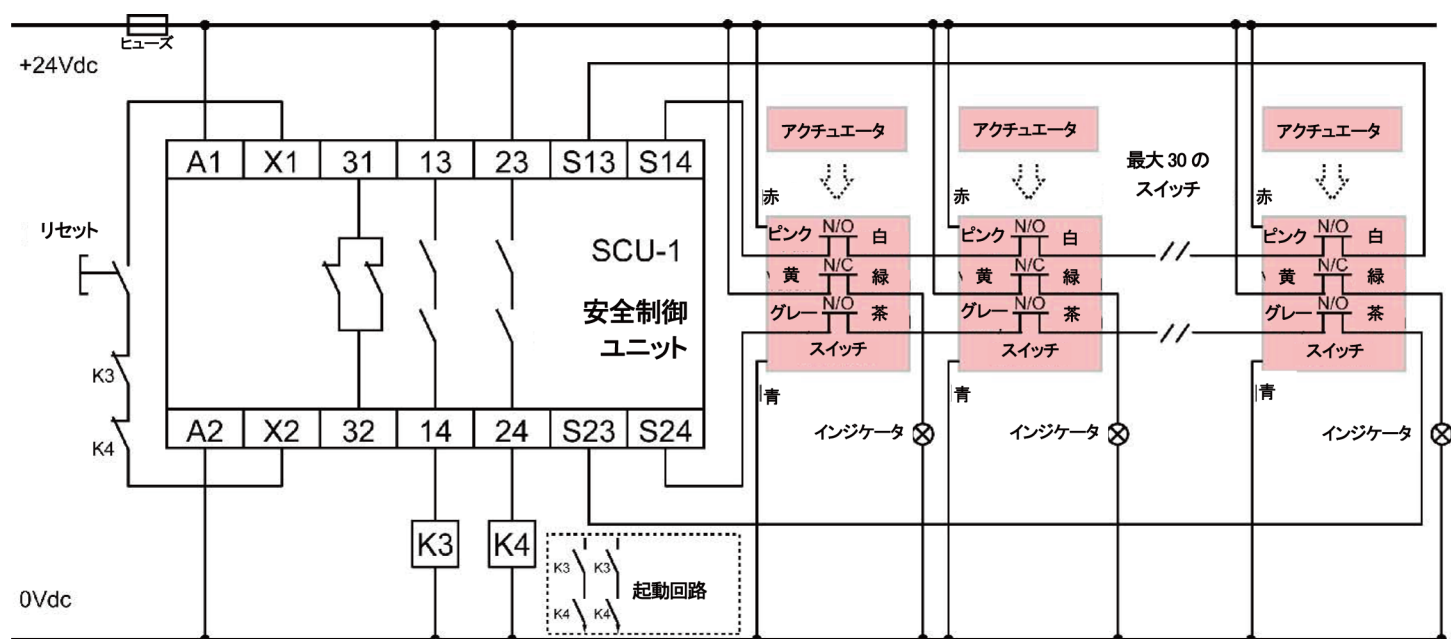 ヒューズ
+24Vdc
アクチュエータ
アクチュエータ
アクチュエータ
最大 30 の
スイッチ
A1 X1 31 13 23 S13 S14
赤
赤
赤
リセット
SCU-1
安全制御
ユニット
ピンク N/O 白
黄 N/C 緑
グレー N/O 茶
スイッチ
ピンク N/O 白
黄 N/C 緑
グレー N/O 茶
スイッチ
ピンク N/O 白
黄 N/C 緑
グレー N/O 茶
スイッチ
K3
K4
青
青
青
A2 X2 32 14 24 S23 S24
インジケータ
インジケータ
インジケータ
K3
K4
K3 K3
K4 K4
起動回路
0Vdc